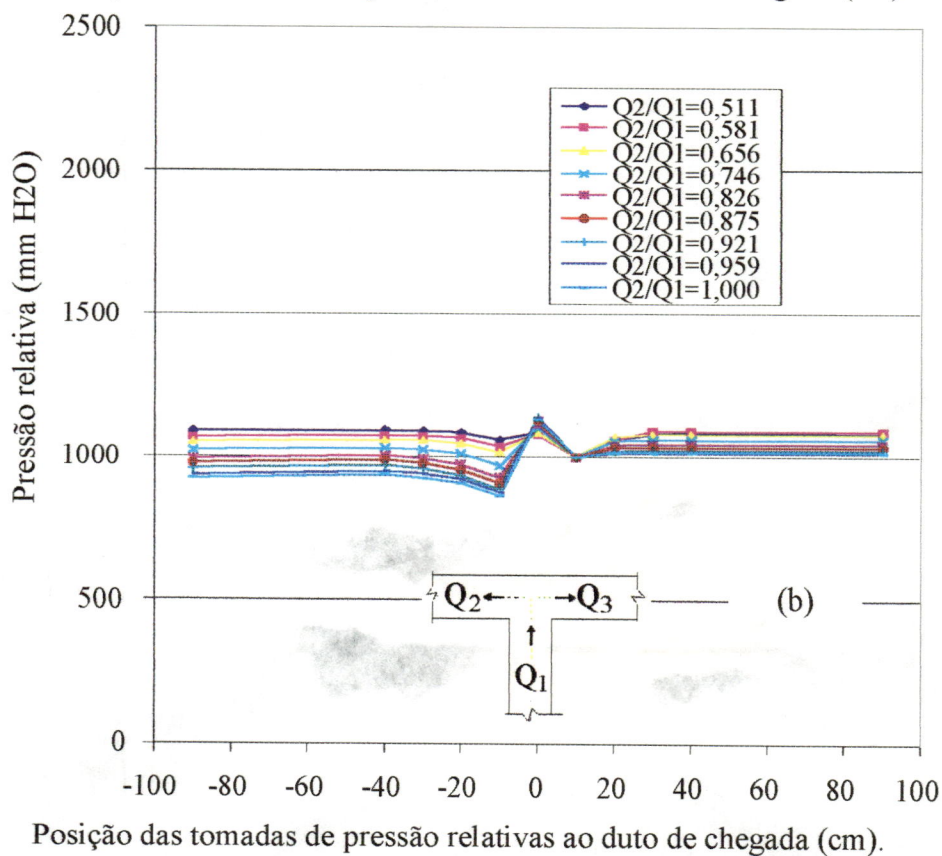 2500
2000
1500
1000
500
0
Pressão relativa (mm H2O)
Q2/Q1=0,511
Q2/Q1=0,581
Q2/Q1=0,656
Q2/Q1=0,746
Q2/Q1=0,826
Q2/Q1=0,875
Q2/Q1=0,921
Q2/Q1=0,959
Q2/Q1=1,000
Q2 Q3
(b)
Q1
-100 -80 -60 -40 -20 0 20 40 60 80 100
Posição das tomadas de pressão relativas ao duto de chegada (cm).